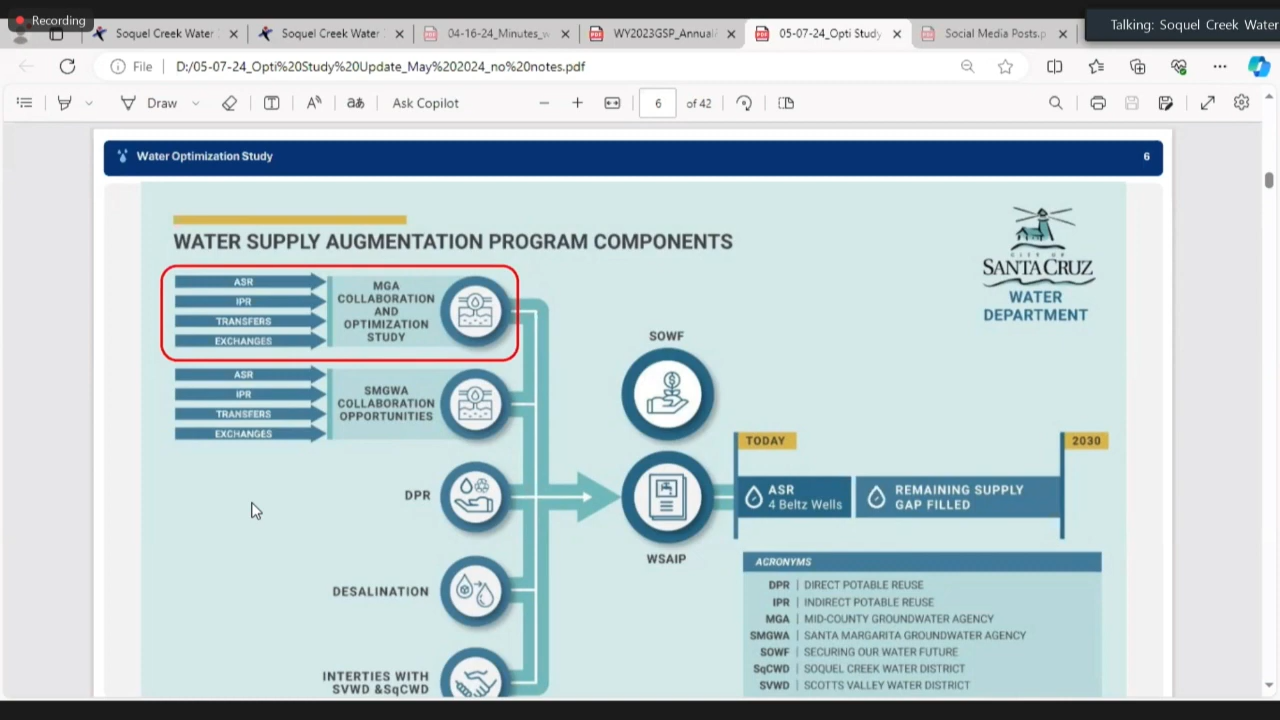 Recording
Talking: Soquel Creek Water
Soquel Creek Water
Soquel Creek Water
04-16-24_Minutes_w
WY2023GSP_Annual
05-07-24_Opti Study
Social Media Posts.p
File
D:/05-07-24_Opti%20Study%20Update_May%202024_no%20notes.pdf
Draw
aあ
Ask Copilot
6
of 42
Water Optimization Study
6
WATER SUPPLY AUGMENTATION PROGRAM COMPONENTS
CITY OF
SANTA CRUZ
WATER
DEPARTMENT
ASR
IPR
TRANSFERS
EXCHANGES
MGA
COLLABORATION
AND
OPTIMIZATION
STUDY
ASR
IPR
TRANSFERS
EXCHANGES
SMGWA
COLLABORATION
OPPORTUNITIES
DPR
DESALINATION
INTERTIES WITH
SVWD &SqCWD
SOWF
WSAIP
TODAY
2030
ASR
4 Beltz Wells
REMAINING SUPPLY
GAP FILLED
ACRONYMS
DPR | DIRECT POTABLE REUSE
IPR | INDIRECT POTABLE REUSE
MGA | MID-COUNTY GROUNDWATER AGENCY
SMGWA | SANTA MARGARITA GROUNDWATER AGENCY
SOWF | SECURING OUR WATER FUTURE
SqCWD | SOQUEL CREEK WATER DISTRICT
SVWD | SCOTTS VALLEY WATER DISTRICT